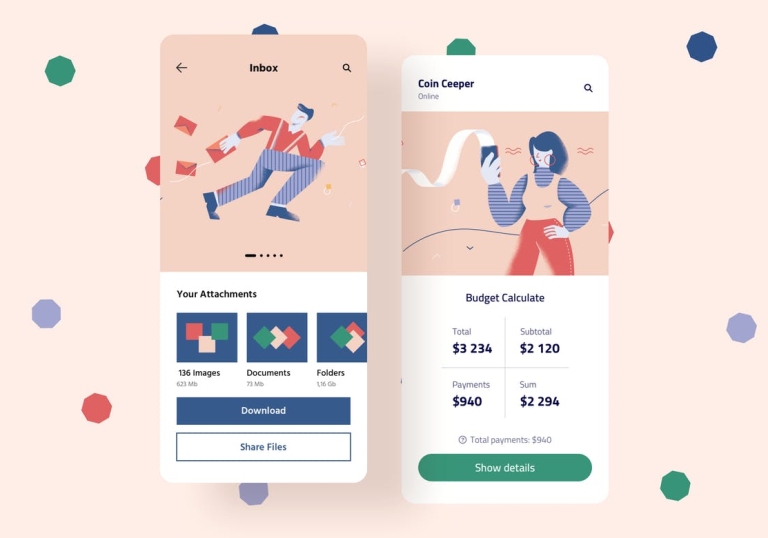 Inbox
Your Attachments
136 Images
623 Mb
Documents
73 Mb
Folders
1,16 Gb
Download
Share Files
Coin Ceeper
Online
Budget Calculate
Total
$3 234
Subtotal
$2 120
Payments
$940
Sum
$2 294
Total payments: $940
Show details